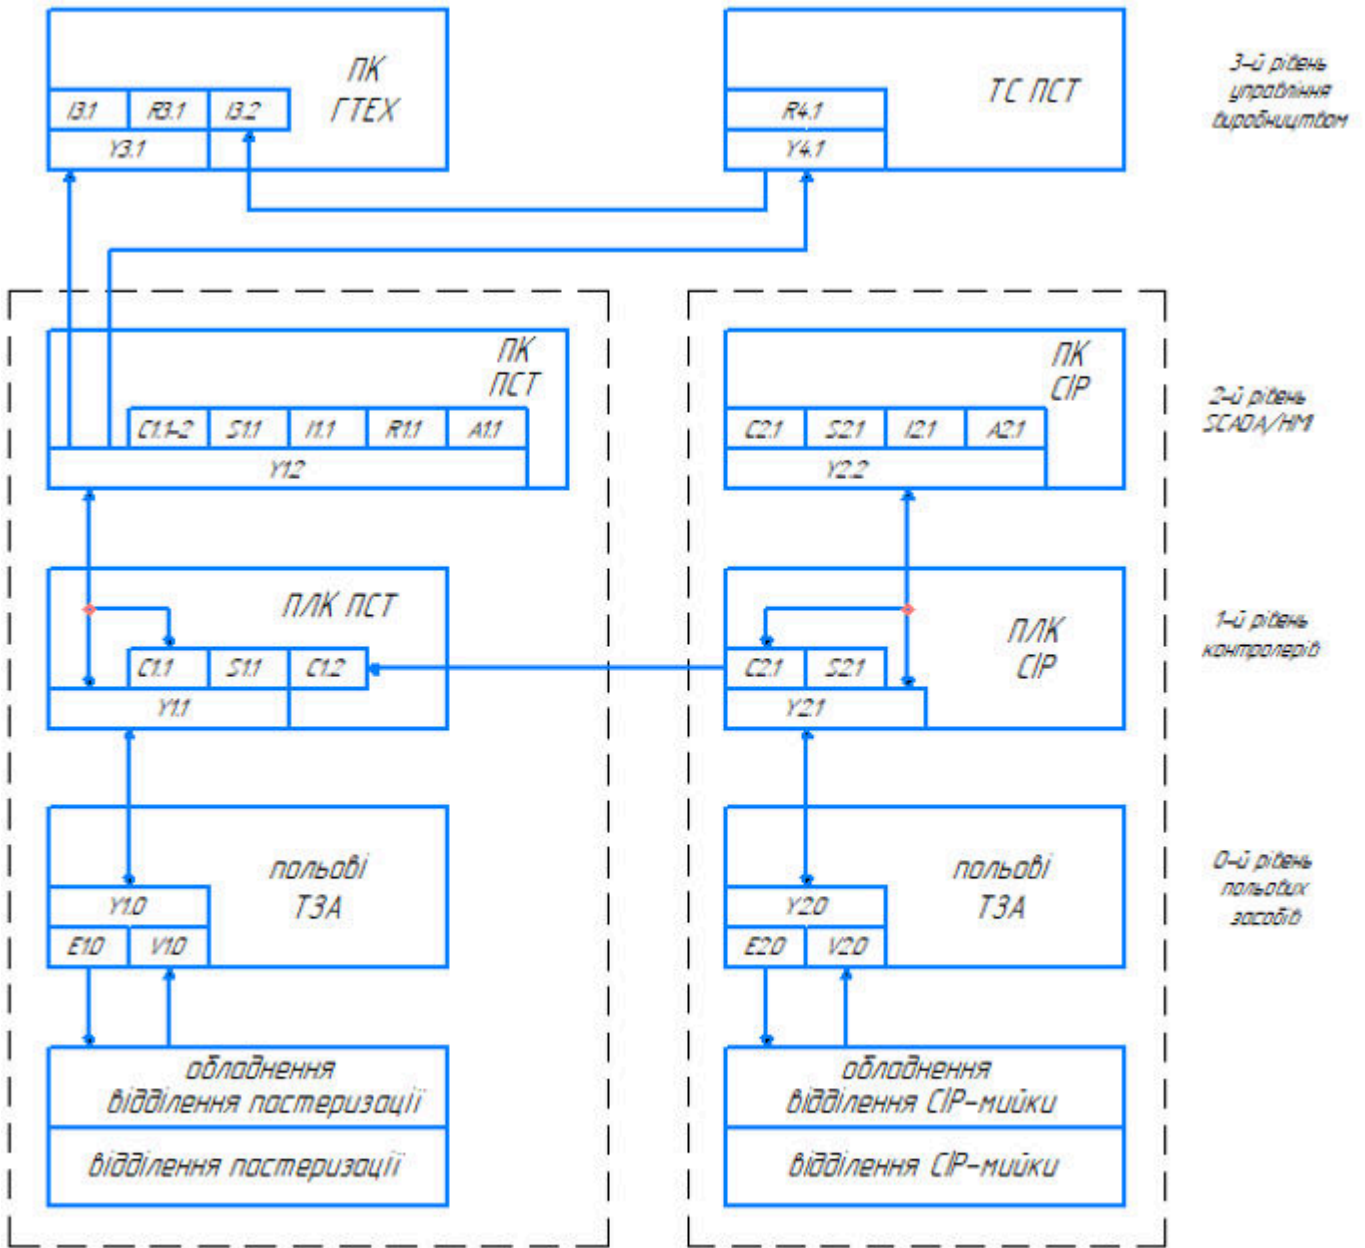 ПК
ГТЕХ
I3.1
R3.1
I3.2
Y3.1
ТС ПСТ
R4.1
Y4.1
3-й рівень
управління
виробництвом
ПК
ПСТ
C1.1-2
S1.1
I1.1
R1.1
A1.1
Y1.2
ПК
CIP
C2.1
S2.1
I2.1
A2.1
Y2.2
2-й рівень
SCADA/HMI
ПЛК ПСТ
C1.1
S1.1
C1.2
Y1.1
ПЛК
CIP
C2.1
S2.1
Y2.1
1-й рівень
контролерів
польові
ТЗА
Y1.0
E1.0
V1.0
польові
ТЗА
Y2.0
E2.0
V2.0
0-й рівень
польових
засобів
обладнення
відділення пастеризації
відділення пастеризації
обладнення
відділення CIP-мийки
відділення CIP-мийки